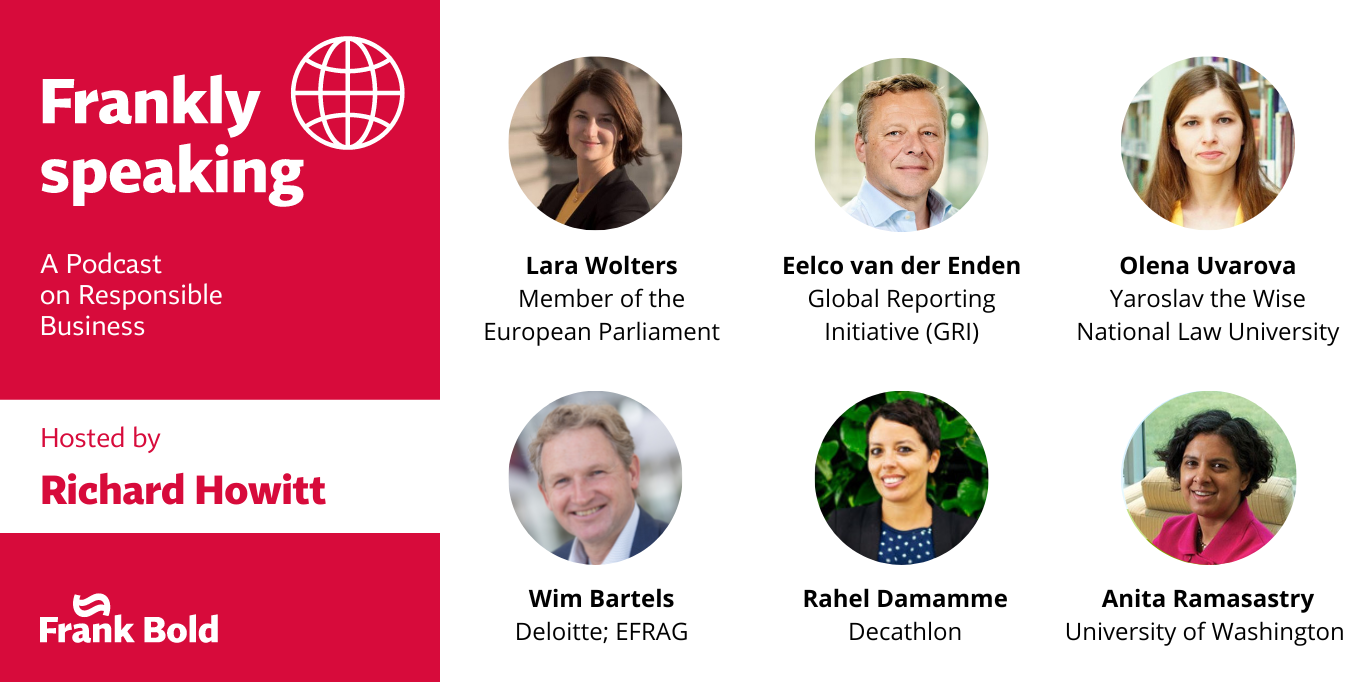 Frankly
speaking
A Podcast
on Responsible
Business
Hosted by
Richard Howitt
Frank Bold
Lara Wolters
Member of the
European Parliament
Eelco van der Enden
Global Reporting
Initiative (GRI)
Olena Uvarova
Yaroslav the Wise
National Law University
Wim Bartels
Deloitte; EFRAG
Rahel Damamme
Decathlon
Anita Ramasastry
University of Washington